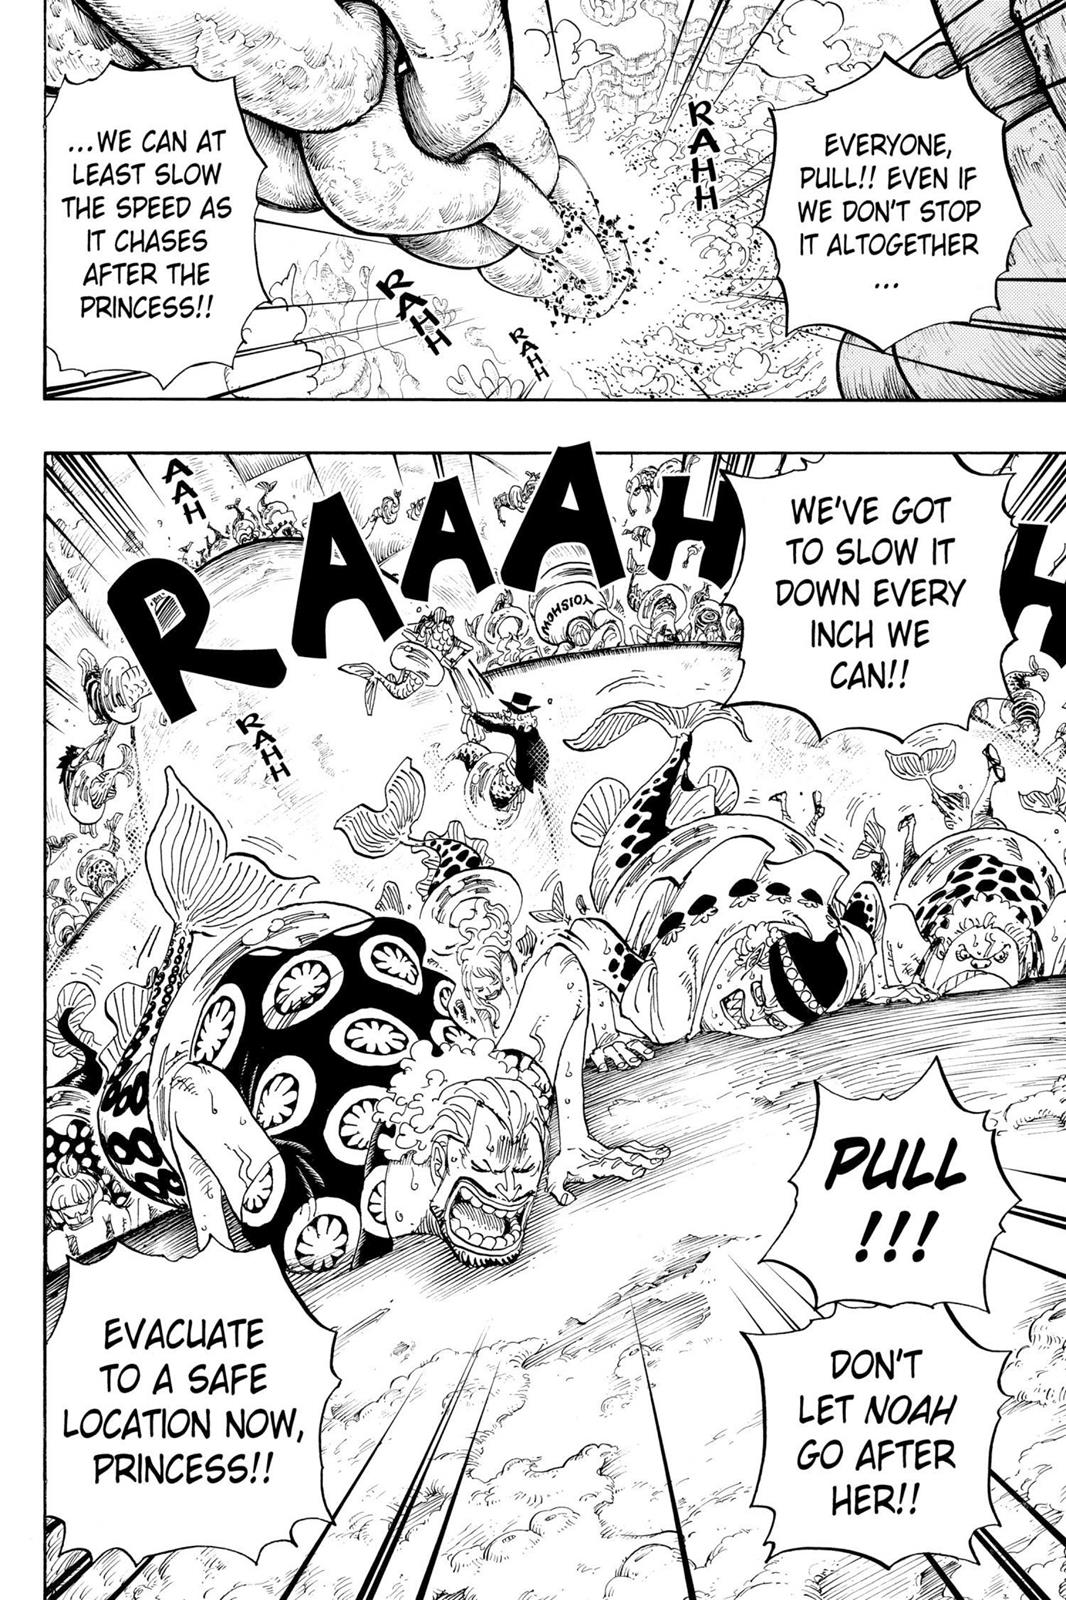 EVERYONE,
PULL!! EVEN IF
WE DON'T STOP
IT ALTOGETHER
...
...WE CAN AT
LEAST SLOW
THE SPEED AS
IT CHASES
AFTER THE
PRINCESS!!
RAHH
RAHH
RAHH
WE'VE GOT
TO SLOW IT
DOWN EVERY
INCH WE
CAN!!
H
RAAAAH
AAH
YOISHOW
RAHH
PULL
!!!
DON'T
LET NOAH
GO AFTER
HER!!
EVACUATE
TO A SAFE
LOCATION NOW,
PRINCESS!!